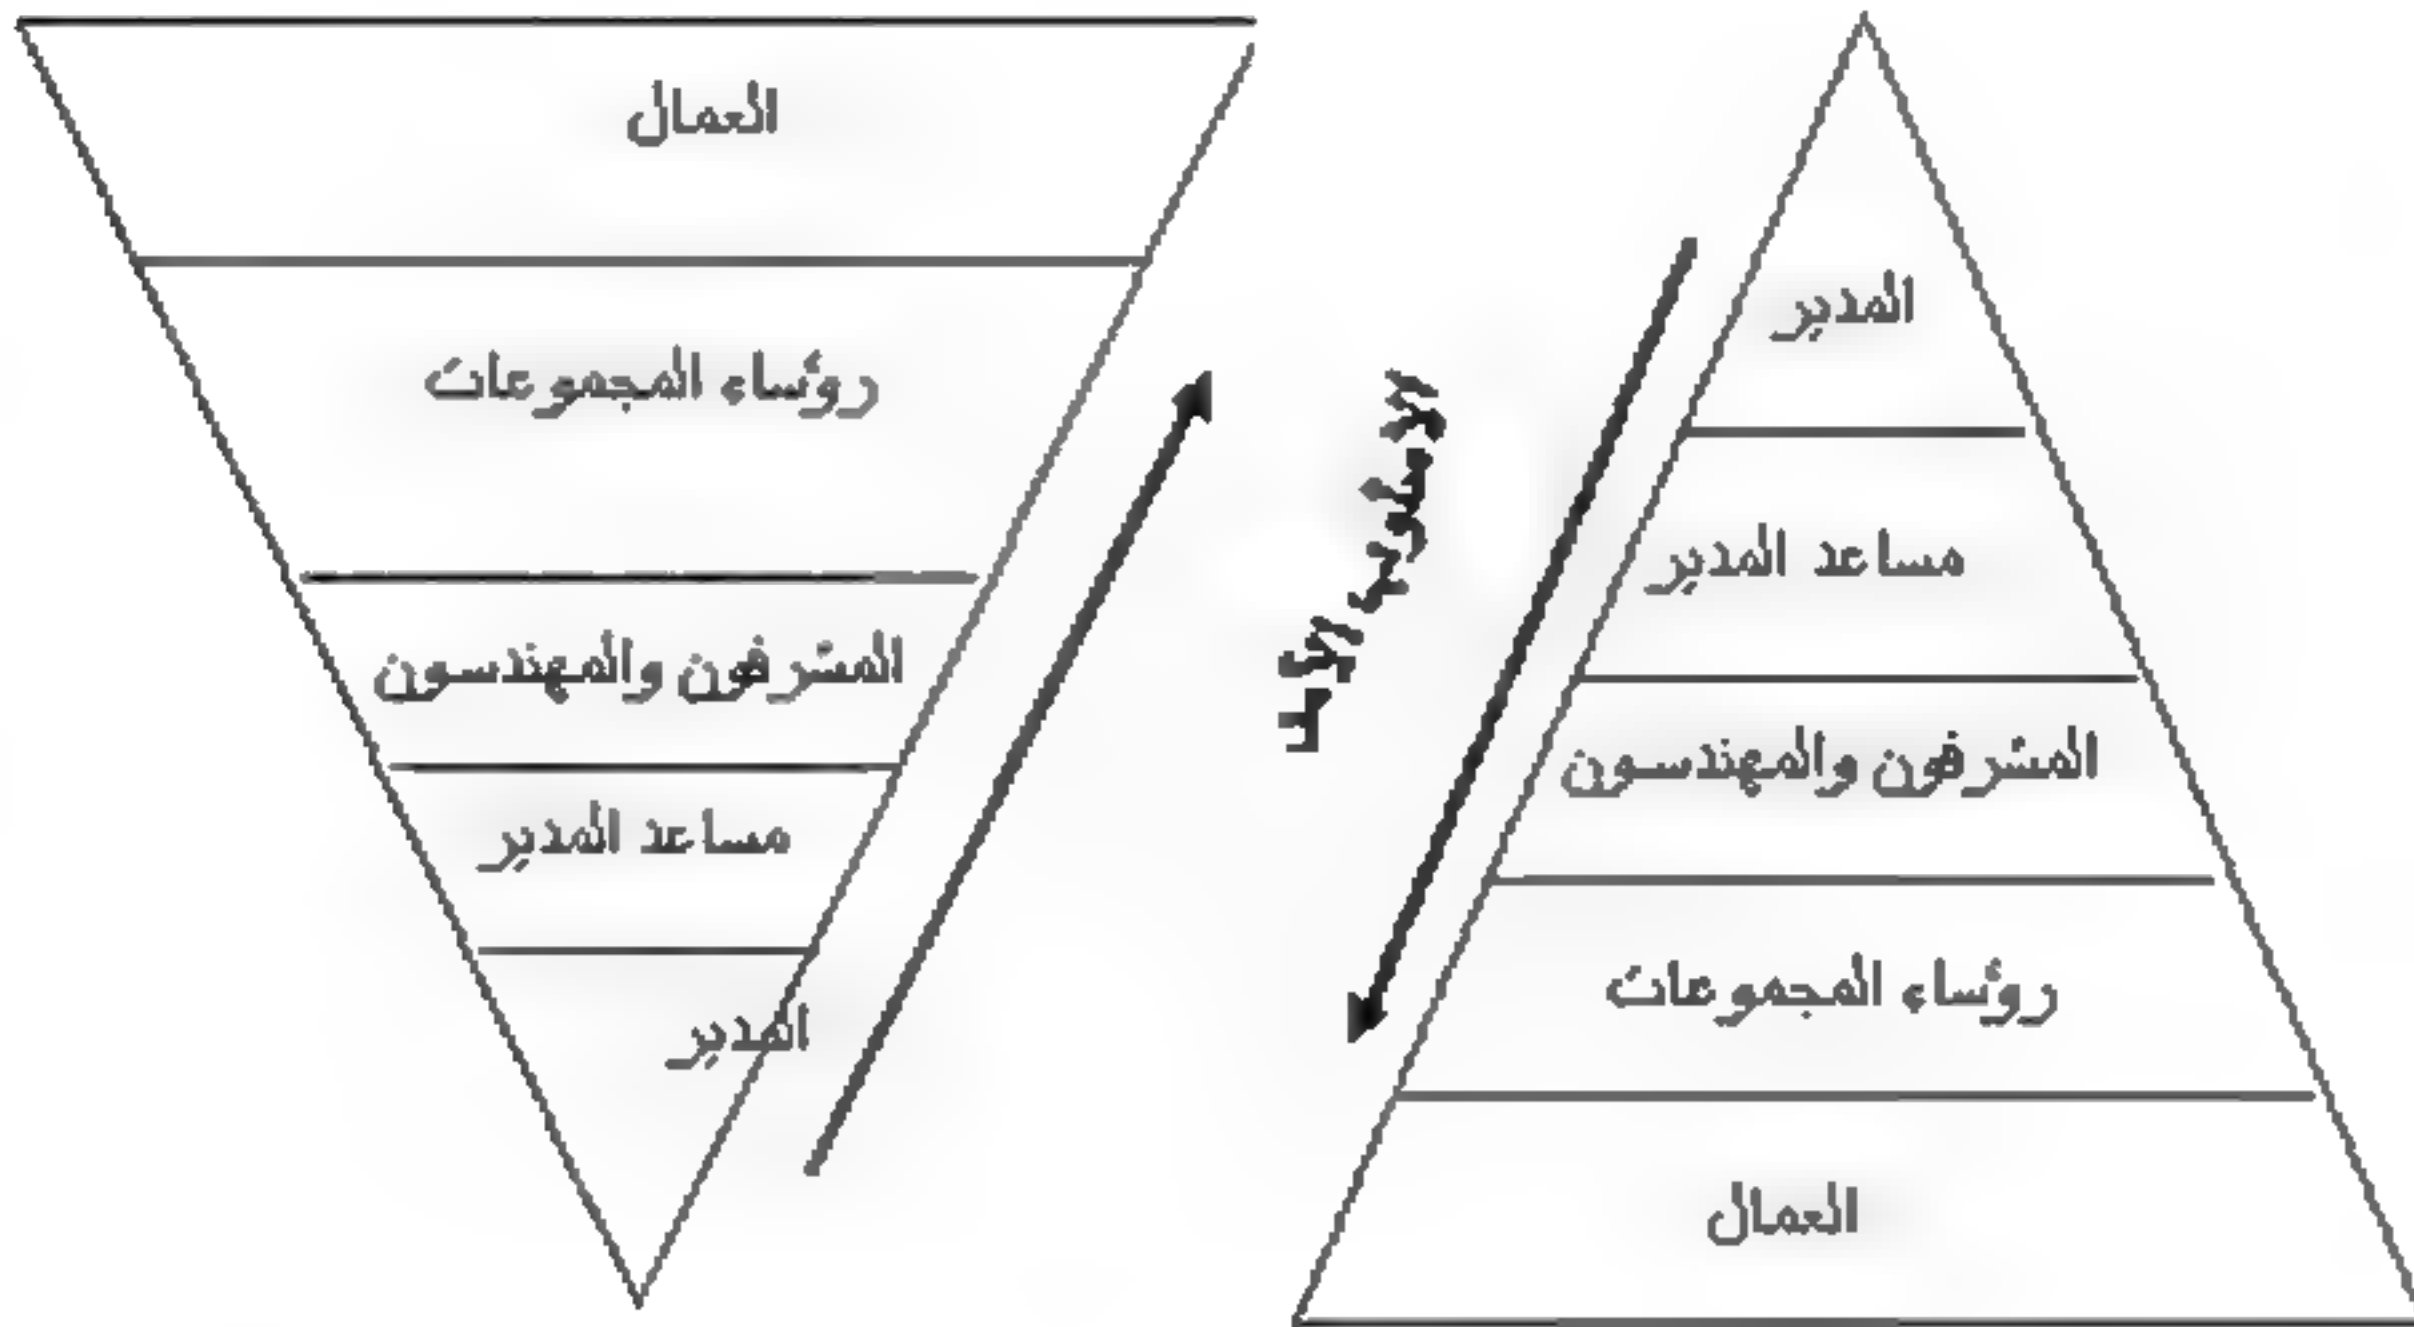 المدير
مساعد المدير
المشرفون والمهندسون
رؤساء المجموعات
العمال
العمال
رؤساء المجموعات
المشرفون والمهندسون
مساعد المدير
المدير